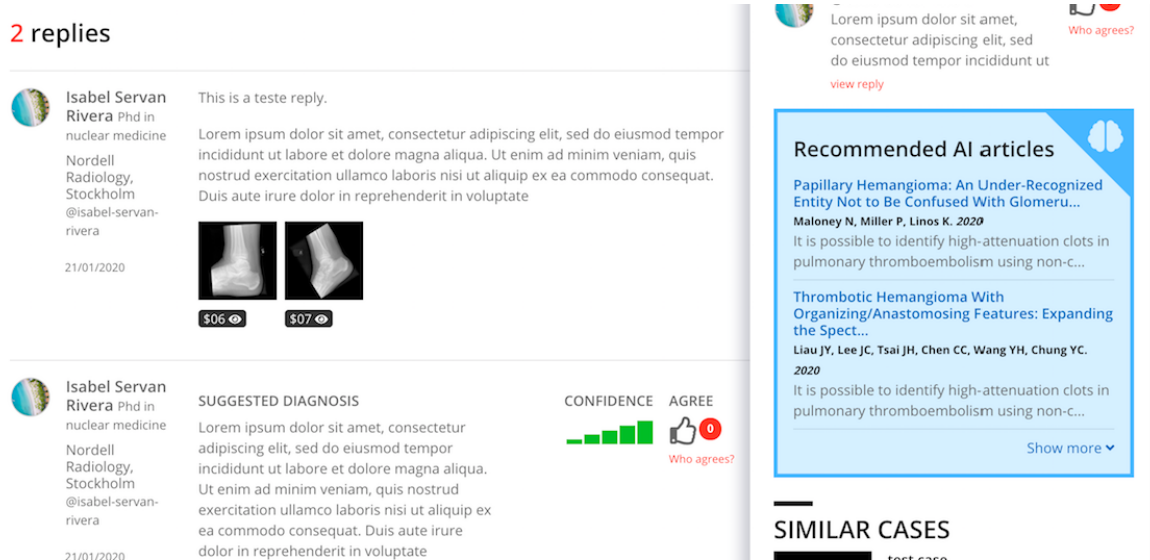 2 replies
Isabel Servan
Rivera Phd in
nuclear medicine
Nordell
Radiology,
Stockholm
@isabel-servan-
rivera
21/01/2020
This is a teste reply.
Lorem ipsum dolor sit amet, consectetur adipiscing elit, sed do eiusmod tempor
incididunt ut labore et dolore magna aliqua. Ut enim ad minim veniam, quis
nostrud exercitation ullamco laboris nisi ut aliquip ex ea commodo consequat.
Duis aute irure dolor in reprehenderit in voluptate
$06
$07
Isabel Servan
Rivera Phd in
nuclear medicine
Nordell
Radiology,
Stockholm
@isabel-servan-
rivera
21/01/2020
SUGGESTED DIAGNOSIS
Lorem ipsum dolor sit amet, consectetur
adipiscing elit, sed do eiusmod tempor
incididunt ut labore et dolore magna aliqua.
Ut enim ad minim veniam, quis nostrud
exercitation ullamco laboris nisi ut aliquip ex
ea commodo consequat. Duis aute irure
dolor in reprehenderit in voluptate
CONFIDENCE
AGREE
0
Who agrees?
Lorem ipsum dolor sit amet,
consectetur adipiscing elit, sed
do eiusmod tempor incididunt ut
view reply
Who agrees?
Recommended AI articles
Papillary Hemangioma: An Under-Recognized
Entity Not to Be Confused With Glomeru...
Maloney N, Miller P, Linos K. 2020
It is possible to identify high-attenuation clots in
pulmonary thromboembolism using non-c...
Thrombotic Hemangioma With
Organizing/Anastomosing Features: Expanding
the Spect...
Liau JY, Lee JC, Tsai JH, Chen CC, Wang YH, Chung YC.
2020
It is possible to identify high-attenuation clots in
pulmonary thromboembolism using non-c...
Show more
SIMILAR CASES
test case